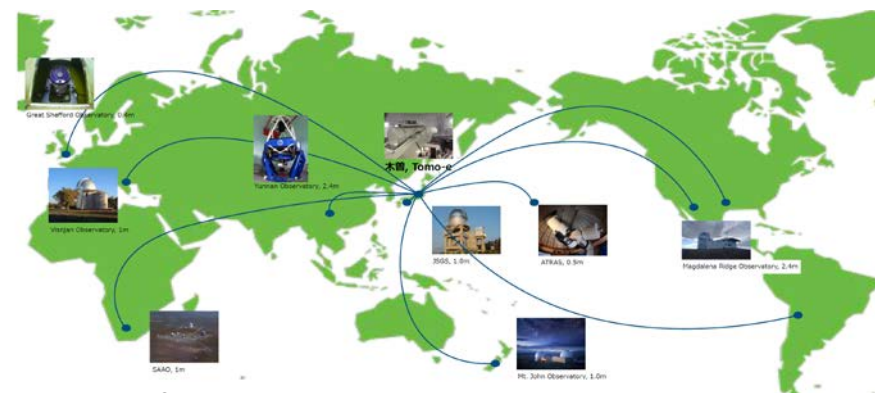 Great Shefford Observatory, 0.4m
木曽, Tomo-e
Yunnan Observatory, 2.4m
Visnjan Observatory, 1m
JSGS, 1.0m
ATRAS, 0.5m
Magdalena Ridge Observatory, 2.4m
SAAO, 1m
Mt. John Observatory, 1.0m